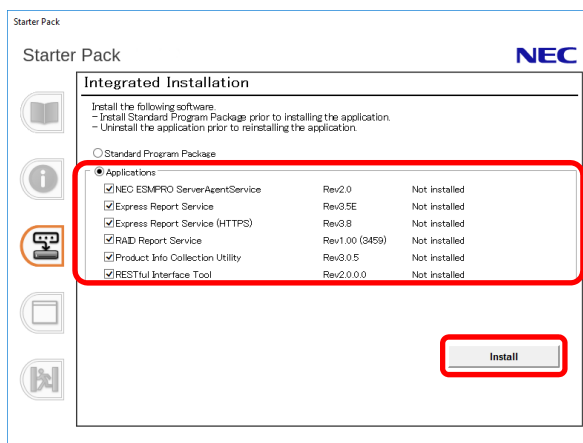 Starter Pack
Starter Pack
NEC
Integrated Installation
Install the following software.
- Install Standard Program Package prior to installing the application.
- Uninstall the application prior to reinstalling the application.
Standard Program Package
Applications
NEC ESMPRO ServerAgentService Rev2.0 Not installed
Express Report Service Rev3.5E Not installed
Express Report Service (HTTPS) Rev3.8 Not installed
RAID Report Service Rev1.00 (3459) Not installed
Product Info Collection Utility Rev3.0.5 Not installed
RESTful Interface Tool Rev2.0.0.0 Not installed
Install